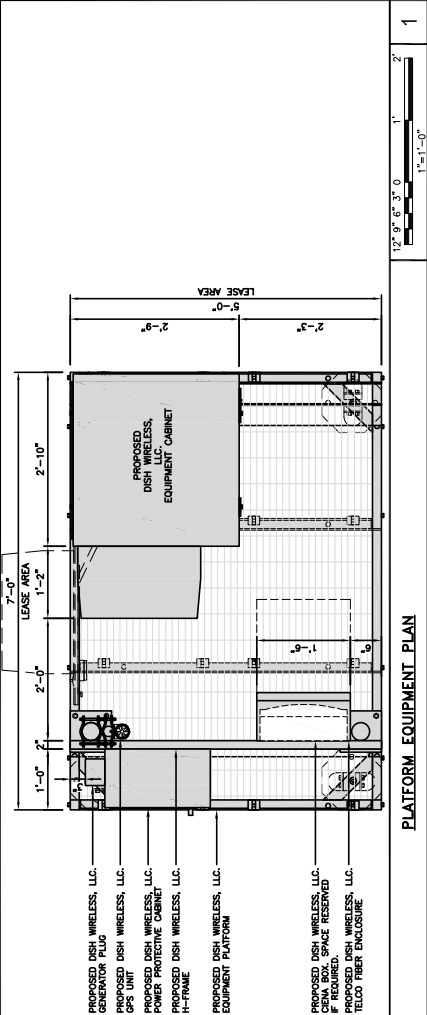 7'-0"
LEASE AREA
1'-0"
2"
2'-0"
1'-2"
2'-10"
3"
PROPOSED
DISH WIRELESS,
LLC.
EQUIPMENT CABINET
2'-9"
2'-3"
5'-0"
LEASE AREA
1'-6"
6"
PROPOSED DISH WIRELESS, LLC.
GENERATOR PLUG
PROPOSED DISH WIRELESS, LLC.
GPS UNIT
PROPOSED DISH WIRELESS, LLC.
POWER PROTECTIVE CABINET
PROPOSED DISH WIRELESS, LLC.
H-FRAME
PROPOSED DISH WIRELESS, LLC.
EQUIPMENT PLATFORM
PROPOSED DISH WIRELESS, LLC.
CIENA BOX. SPACE RESERVED
IF REQUIRED.
PROPOSED DISH WIRELESS, LLC.
TELCO FIBER ENCLOSURE
PLATFORM EQUIPMENT PLAN
12" 9" 6" 3" 0 1' 2'
1"=1'-0"
1